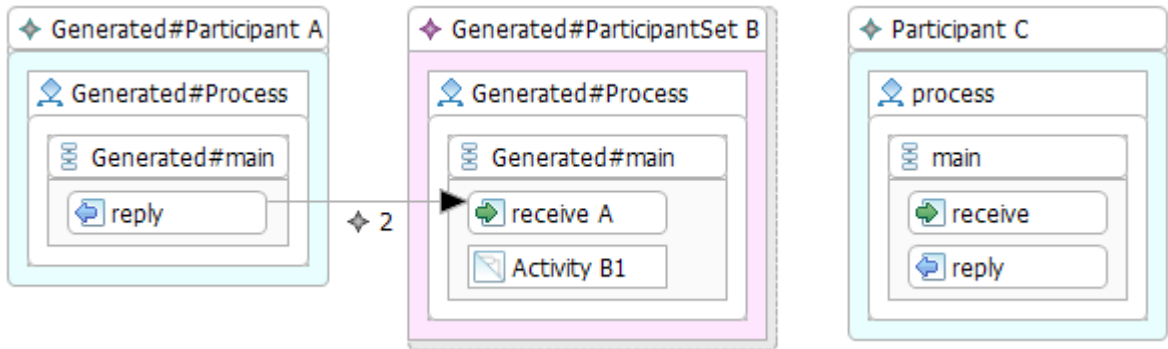 Generated#Participant A
Generated#Process
Generated#main
reply
2
Generated#ParticipantSet B
Generated#Process
Generated#main
receive A
Activity B1
Participant C
process
main
receive
reply